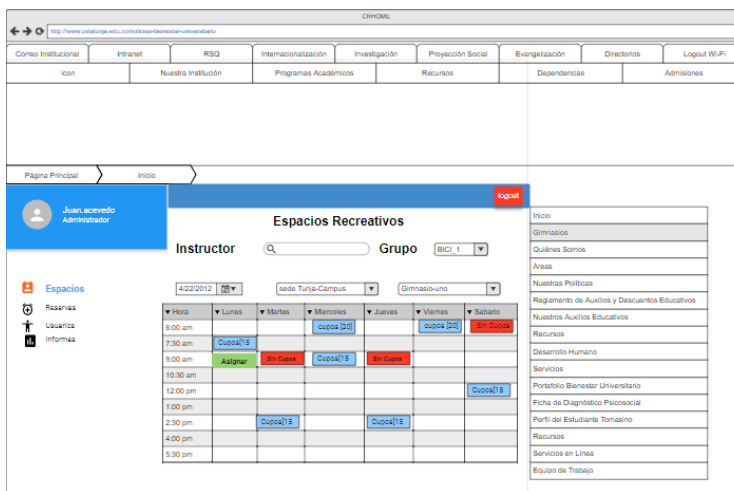 CRHOME
http://www.ustatunja.edu.co/noticias-bienestar-universitario
Correo Institucional Intranet RSQ Internacionalización Investigación Proyección Social Evangelización Directorios Logout Wi-Fi
icon Nuestra Institución Programas Académicos Recursos Dependencias Admisiones
Página Principal Inicio
logout
Juan.acevedo
Administrador
Espacios Recreativos
Instructor Grupo BICI_1
4/22/2012 sede Tunja-Campus Gimnasio-uno
Espacios
Reservas
Usuarios
Informes
Hora Lunes Martes Miercoles Jueves Viernes Sabado
6:00 am cupos [20] cupos [20] Sin Cupos
7:30 am Cupos[15
9:00 am Asignar Sin Cupos Cupos[15 Sin Cupos
10:30 am
12:00 pm Cupos[15
1:00 pm
2:30 pm Cupos[15 Cupos[15
4:00 pm
5:30 pm
Inicio
Gimnasios
Quiénes Somos
Áreas
Nuestras Políticas
Reglamento de Auxilios y Descuentos Educativos
Nuestros Auxilios Educativos
Recursos
Desarrollo Humano
Servicios
Portafolio Bienestar Universitario
Ficha de Diagnóstico Psicosocial
Perfil del Estudiante Tomasino
Recursos
Servicios en Línea
Equipo de Trabajo